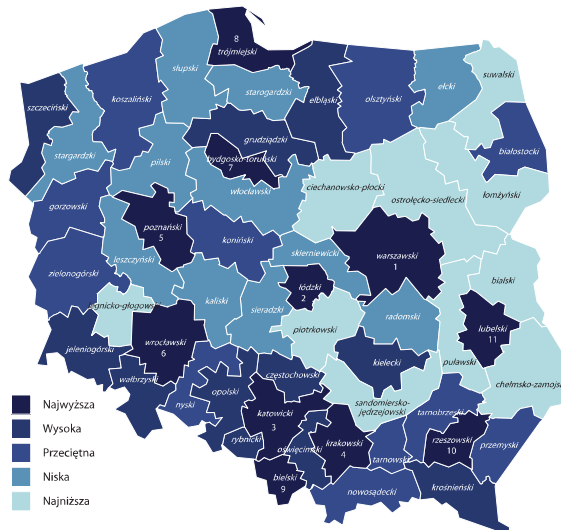 8
trójmiejski
słupski
koszaliński
szczeciński
starogardzki
elbląski
olsztyński
ełcki
suwalski
stargardzki
grudziądzki
pilski
bydgosko-toruński
7
białostocki
włocławski
ciechanowsko-płocki
ostrołęcko-siedlecki
łomżyński
gorzowski
poznański
5
koniński
leszczyński
skierniewicki
warszawski
1
zielonogórski
łódzki
2
bialski
egnicko-głogowski
kaliski
sieradzki
piotrkowski
radomski
lubelski
11
jeleniogórski
wrocławski
6
kielecki
puławski
wałbrzyski
częstochowski
chełmsko-zamojsk
nyski
opolski
sandomiersko-
jędrzejowski
tarnobrzeski
katowicki
3
rybnicki
oświęcimski
krakowski
4
tarnowski
rzeszowski
10
przemyski
bielski
9
nowosądecki
krośnieński
Najwyższa
Wysoka
Przeciętna
Niska
Najniższa